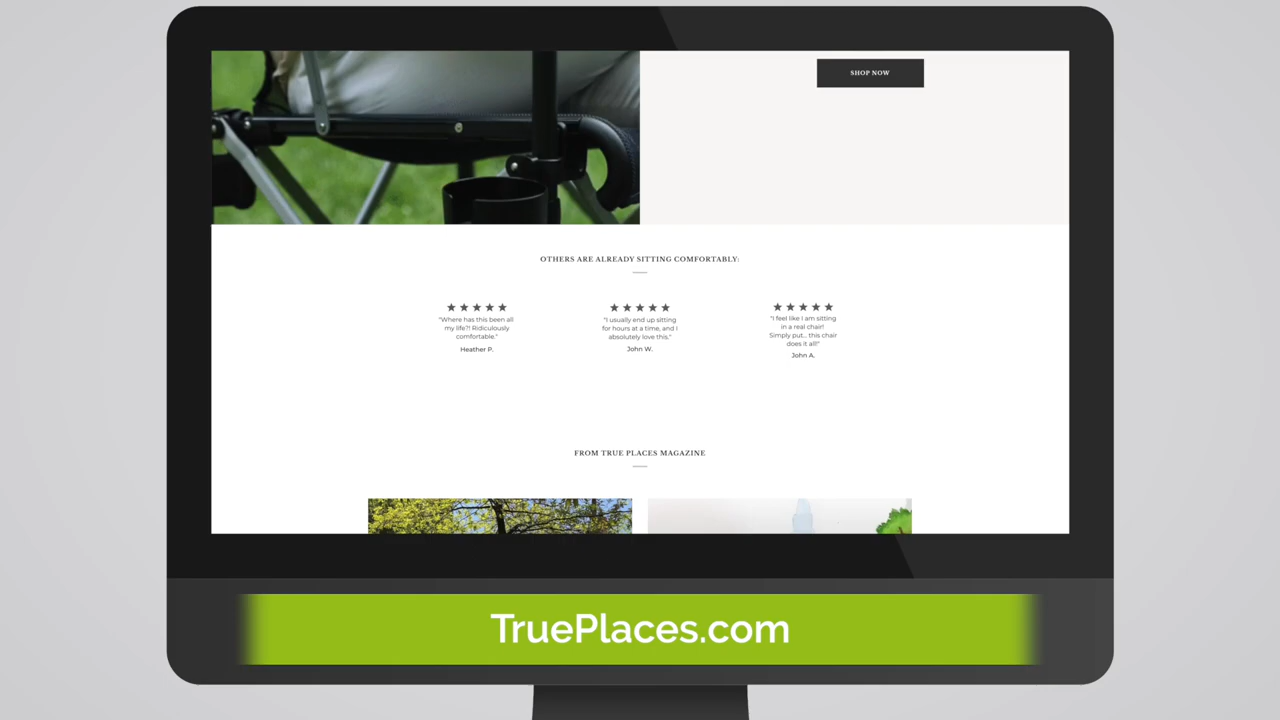 SHOP NOW
OTHERS ARE ALREADY SITTING COMFORTABLY:
"Where has this been all
my life?! Ridiculously
comfortable."
Heather P.
"I usually end up sitting
for hours at a time, and I
absolutely love this."
John W.
"I feel like I am sitting
in a real chair!
Simply put... this chair
does it all!"
John A.
FROM TRUE PLACES MAGAZINE
TruePlaces.com